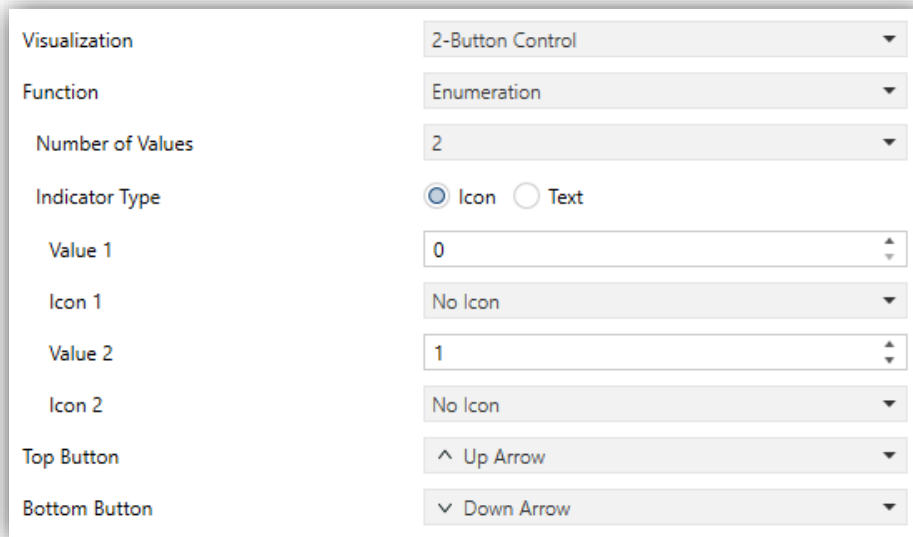 Visualization 2-Button Control
Function Enumeration
Number of Values 2
Indicator Type Icon Text
Value 1 0
Icon 1 No Icon
Value 2 1
Icon 2 No Icon
Top Button Up Arrow
Bottom Button Down Arrow